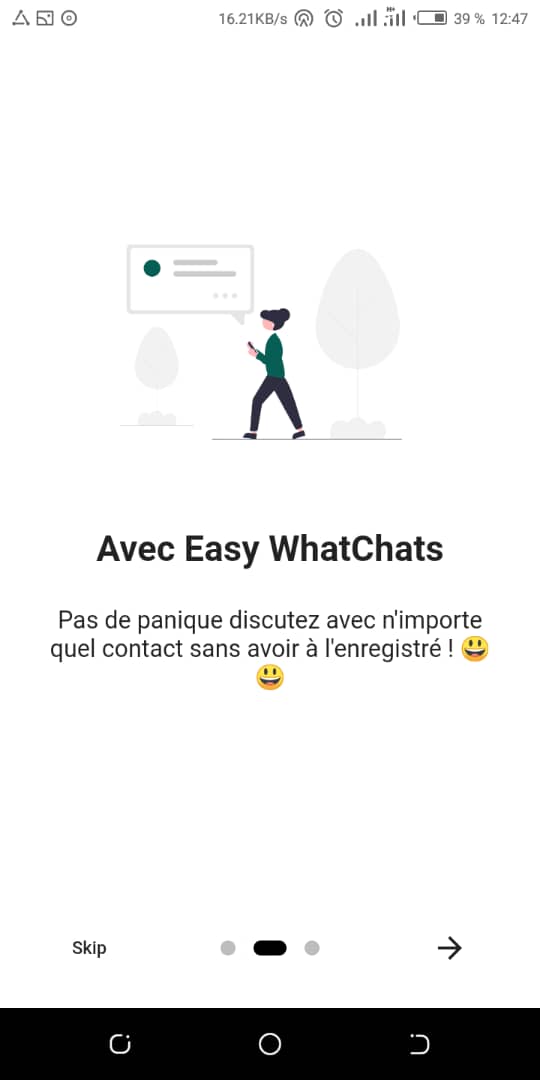 16.21KB/s H+ 39 % 12:47
Avec Easy WhatChats
Pas de panique discutez avec n'importe
quel contact sans avoir à l'enregistré ! 😃
😃
Skip